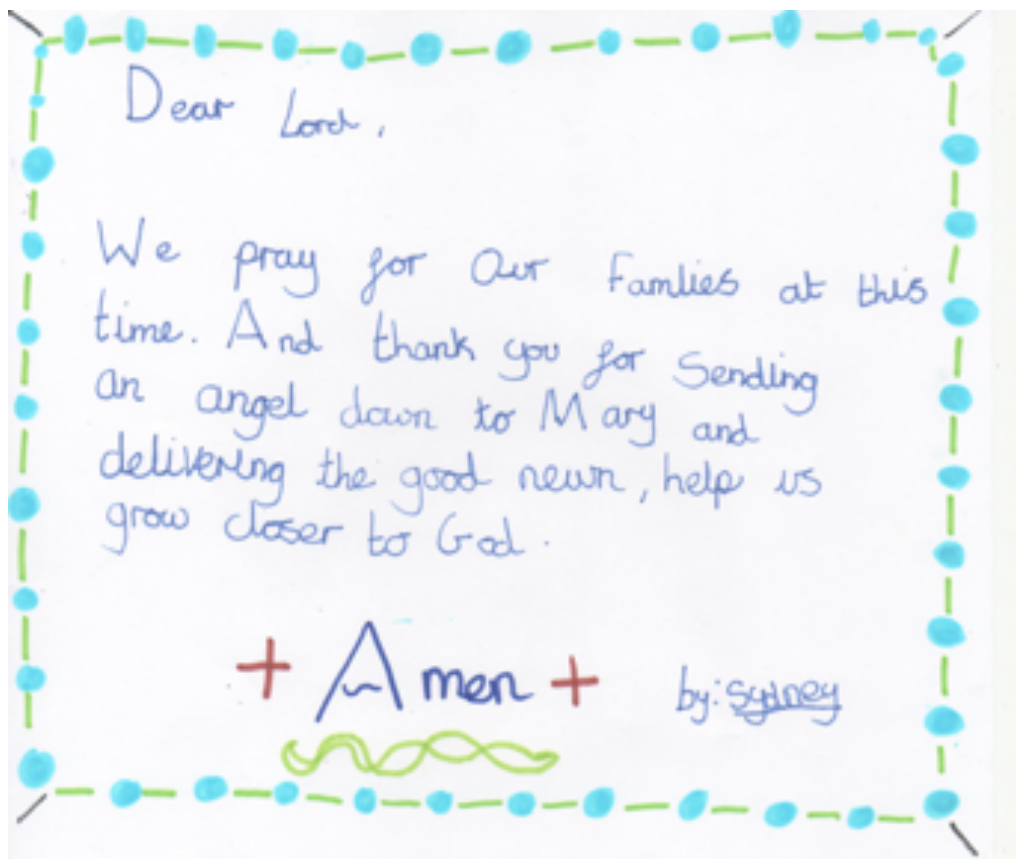 Dear Lord,
We pray for Our Famlies at this
time. And thank you for Sending
an angel down to Mary and
delivering the good newn, help us
grow closer to God.
+ Amen +
by: Sydney